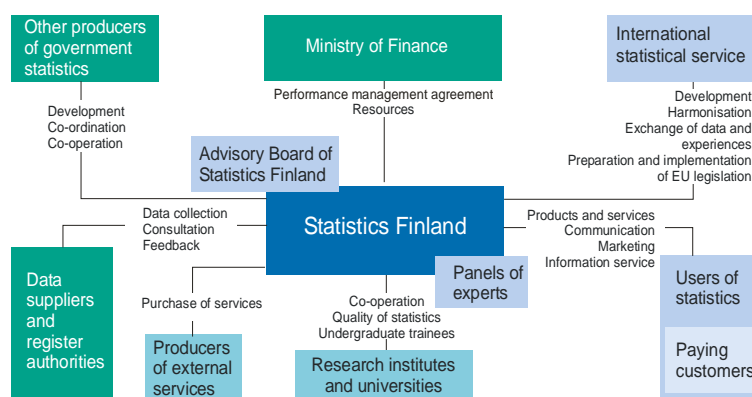 Other producers
of government
statistics
Ministry of Finance
International
statistical service
Development
Co-ordination
Co-operation
Performance management agreement
Resources
Development
Harmonisation
Exchange of data and
experiences
Preparation and implementation
of EU legislation
Advisory Board of
Statistics Finland
Statistics Finland
Data collection
Consultation
Feedback
Products and services
Communication
Marketing
Information service
Data
suppliers
and
register
authorities
Purchase of services
Co-operation
Quality of statistics
Undergraduate trainees
Panels of
experts
Users of
statistics
Producers
of external
services
Research institutes
and universities
Paying
customers